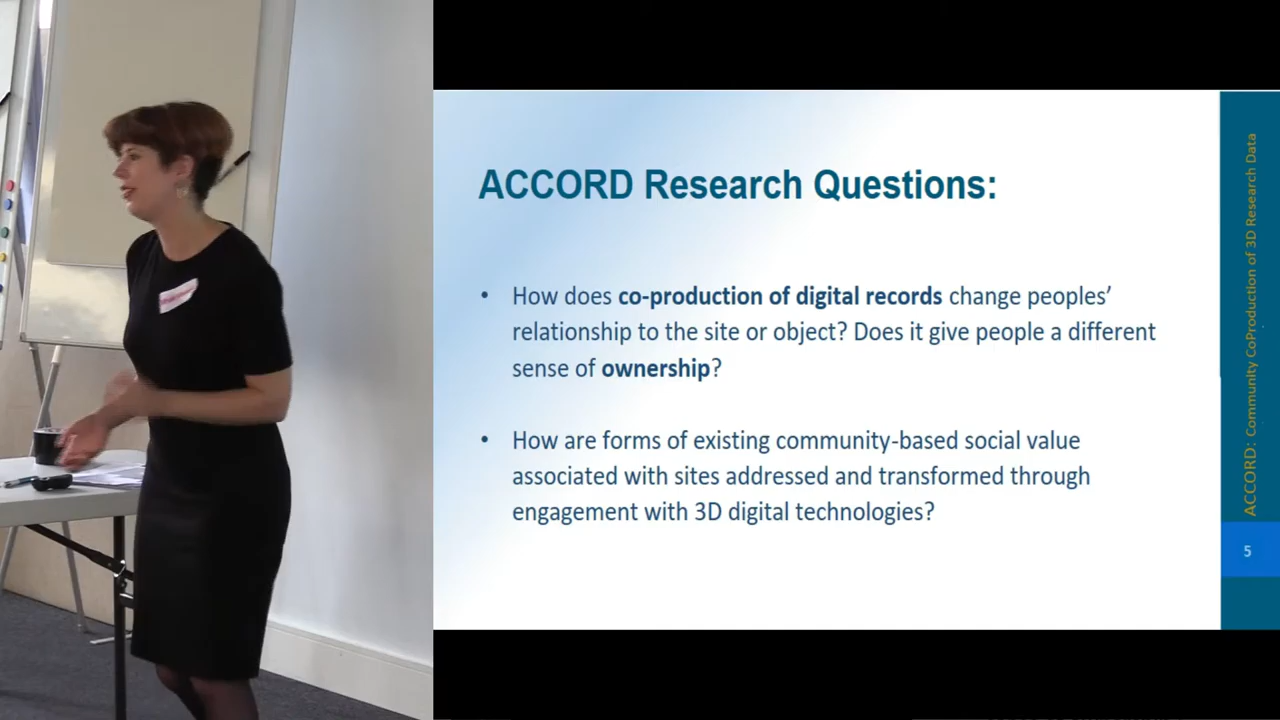 ACCORD Research Questions:
• How does co-production of digital records change peoples’
relationship to the site or object? Does it give people a different
sense of ownership?
• How are forms of existing community-based social value
associated with sites addressed and transformed through
engagement with 3D digital technologies?
ACCORD: Community CoProduction of 3D Research Data
5